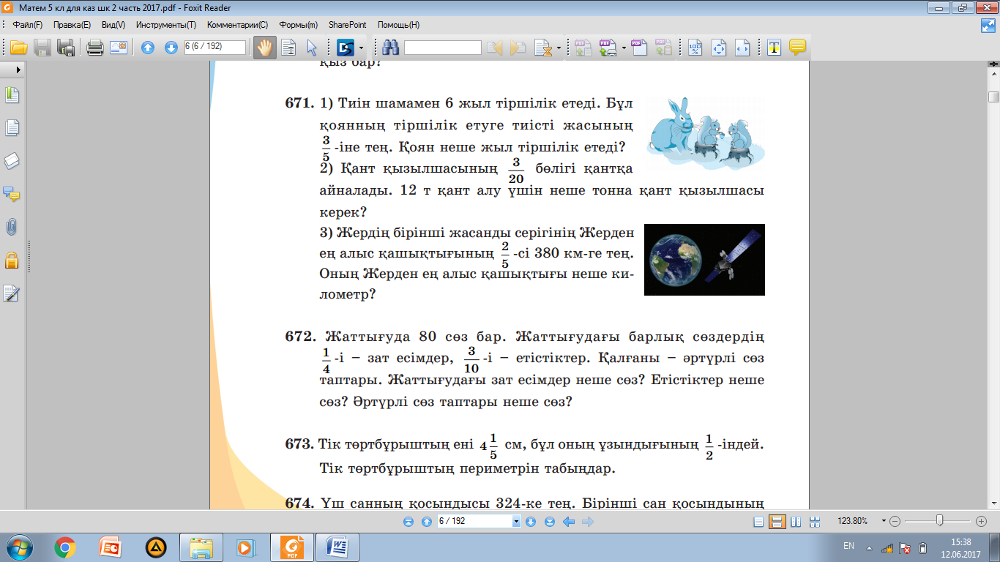 Матем 5 кл для каз шк 2 часть 2017.pdf - Foxit Reader
Файл(F) Правка(E) Вид(V) Инструменты(T) Комментарии(C) Формы(m) SharePoint Помощь(H)
6 (6 / 192)
қыз бар?
671. 1) Тиін шамамен 6 жыл тіршілік етеді. Бұл
қоянның тіршілік етуге тиісті жасының
3/5 -іне тең. Қоян неше жыл тіршілік етеді?
2) Қант қызылшасының 3/20 бөлігі қантқа
айналады. 12 т қант алу үшін неше тонна қант қызылшасы
керек?
3) Жердің бірінші жасанды серігінің Жерден
ең алыс қашықтығының 2/5 -сі 380 км-ге тең.
Оның Жерден ең алыс қашықтығы неше ки-
лометр?
672. Жаттығуда 80 сөз бар. Жаттығудағы барлық сөздердің
1/4 -і – зат есімдер, 3/10 -і – етістіктер. Қалғаны – әртүрлі сөз
таптары. Жаттығудағы зат есімдер неше сөз? Етістіктер неше
сөз? Әртүрлі сөз таптары неше сөз?
673. Тік төртбұрыштың ені 4 1/5 см, бұл оның ұзындығының 1/2 -індей.
Тік төртбұрыштың периметрін табыңдар.
674. Үш санның қосындысы 324-ке тең. Бірінші сан қосындының
6 / 192
123.80%
EN
15:38
12.06.2017